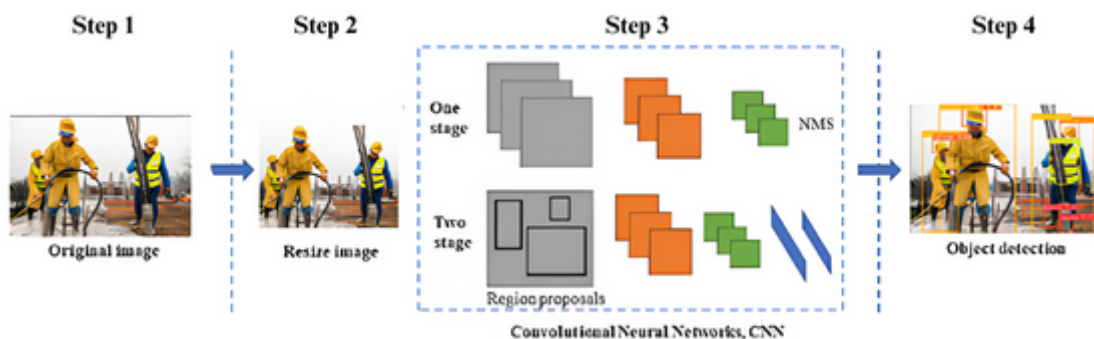 Step 1
Step 2
Step 3
Step 4
One
stage
NMS
Two
stage
Region proposals
Original image
Resize image
Object detection
Convolutional Neural Networks, CNN